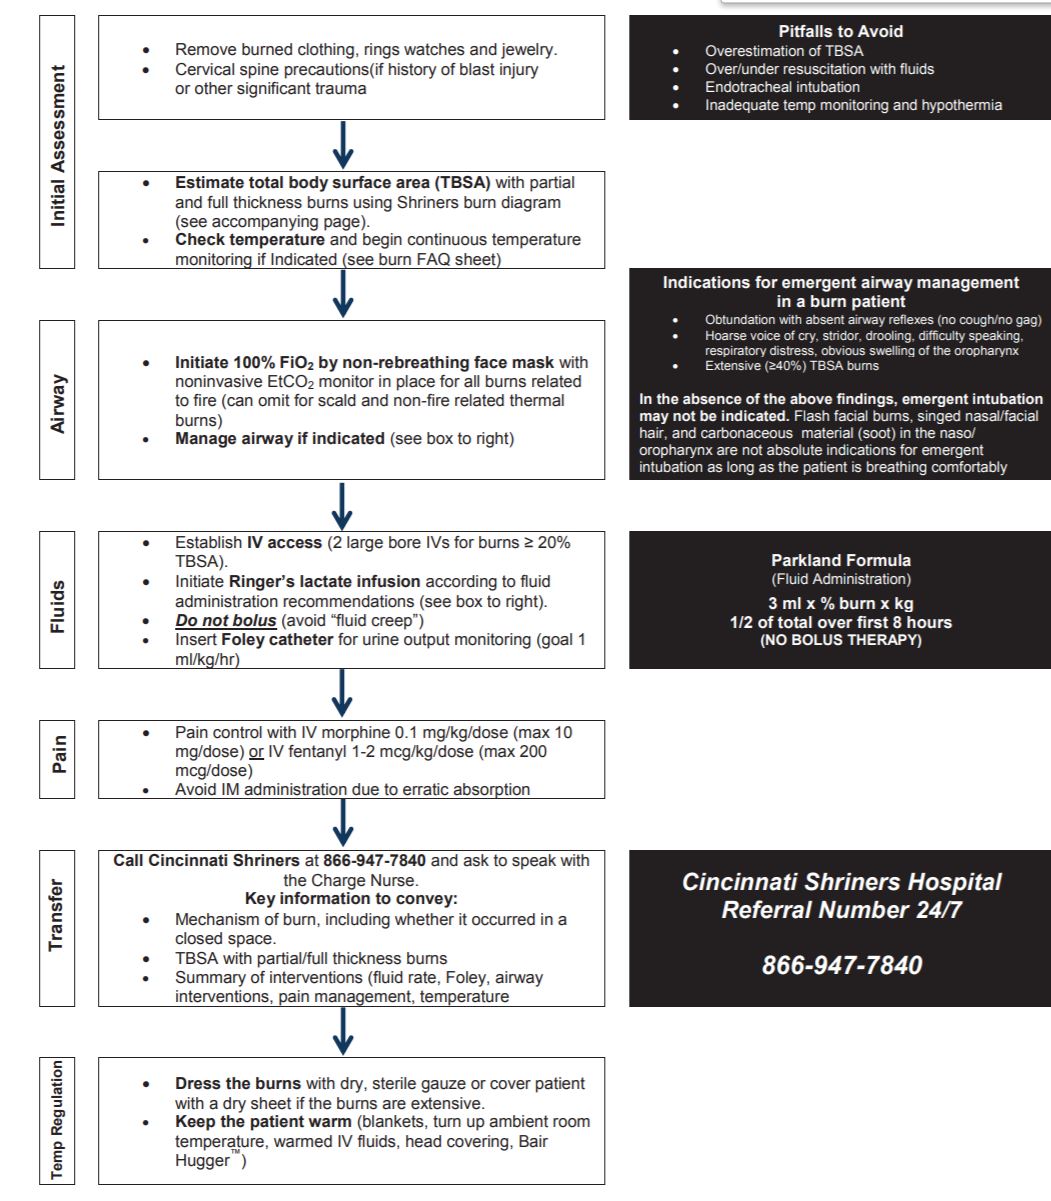 Initial Assessment
• Remove burned clothing, rings watches and jewelry.
• Cervical spine precautions(if history of blast injury
or other significant trauma
Pitfalls to Avoid
• Overestimation of TBSA
• Over/under resuscitation with fluids
• Endotracheal intubation
• Inadequate temp monitoring and hypothermia
• Estimate total body surface area (TBSA) with partial
and full thickness burns using Shriners burn diagram
(see accompanying page).
• Check temperature and begin continuous temperature
monitoring if Indicated (see burn FAQ sheet)
Airway
• Initiate 100% FiO₂ by non-rebreathing face mask with
noninvasive EtCO₂ monitor in place for all burns related
to fire (can omit for scald and non-fire related thermal
burns)
• Manage airway if indicated (see box to right)
Indications for emergent airway management
in a burn patient
• Obtundation with absent airway reflexes (no cough/no gag)
• Hoarse voice of cry, stridor, drooling, difficulty speaking,
respiratory distress, obvious swelling of the oropharynx
• Extensive (≥40%) TBSA burns
In the absence of the above findings, emergent intubation
may not be indicated. Flash facial burns, singed nasal/facial
hair, and carbonaceous material (soot) in the naso/
oropharynx are not absolute indications for emergent
intubation as long as the patient is breathing comfortably
Fluids
• Establish IV access (2 large bore IVs for burns ≥ 20%
TBSA).
• Initiate Ringer's lactate infusion according to fluid
administration recommendations (see box to right).
• Do not bolus (avoid “fluid creep”)
• Insert Foley catheter for urine output monitoring (goal 1
ml/kg/hr)
Parkland Formula
(Fluid Administration)
3 ml x % burn x kg
1/2 of total over first 8 hours
(NO BOLUS THERAPY)
Pain
• Pain control with IV morphine 0.1 mg/kg/dose (max 10
mg/dose) or IV fentanyl 1-2 mcg/kg/dose (max 200
mcg/dose)
• Avoid IM administration due to erratic absorption
Transfer
Call Cincinnati Shriners at 866-947-7840 and ask to speak with
the Charge Nurse.
Key information to convey:
• Mechanism of burn, including whether it occurred in a
closed space.
• TBSA with partial/full thickness burns
• Summary of interventions (fluid rate, Foley, airway
interventions, pain management, temperature
Cincinnati Shriners Hospital
Referral Number 24/7
866-947-7840
Temp Regulation
• Dress the burns with dry, sterile gauze or cover patient
with a dry sheet if the burns are extensive.
• Keep the patient warm (blankets, turn up ambient room
temperature, warmed IV fluids, head covering, Bair
Hugger™)